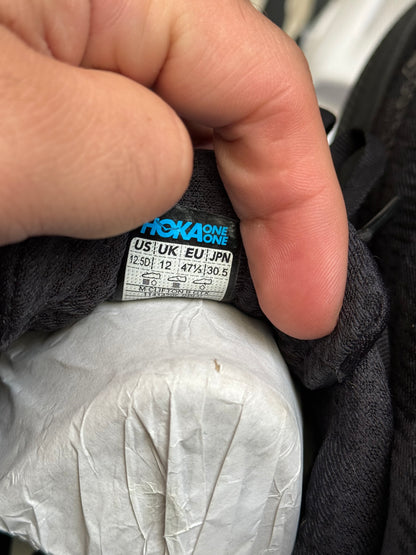 HOKA ONE ONE
US UK EU JPN
12.5D 12 47⅓ 30.5